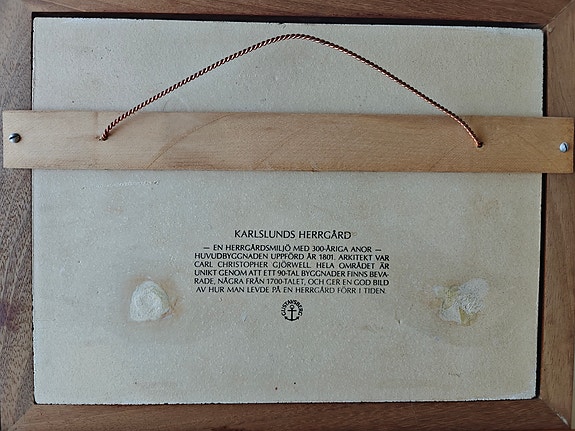 KARLSLUNDS HERRGÅRD
— EN HERRGÅRDSMILJÖ MED 300-ÅRIGA ANOR —
HUVUDBYGGNADEN UPPFÖRD ÅR 1801. ARKITEKT VAR
CARL CHRISTOPHER GJÖRWELL. HELA OMRÅDET ÄR
UNIKT GENOM ATT ETT 90-TAL BYGGNADER FINNS BEVA-
RADE, NÅGRA FRÅN 1700-TALET, OCH GER EN GOD BILD
AV HUR MAN LEVDE PÅ EN HERRGÅRD FÖRR I TIDEN.
GUSTAVSBERG